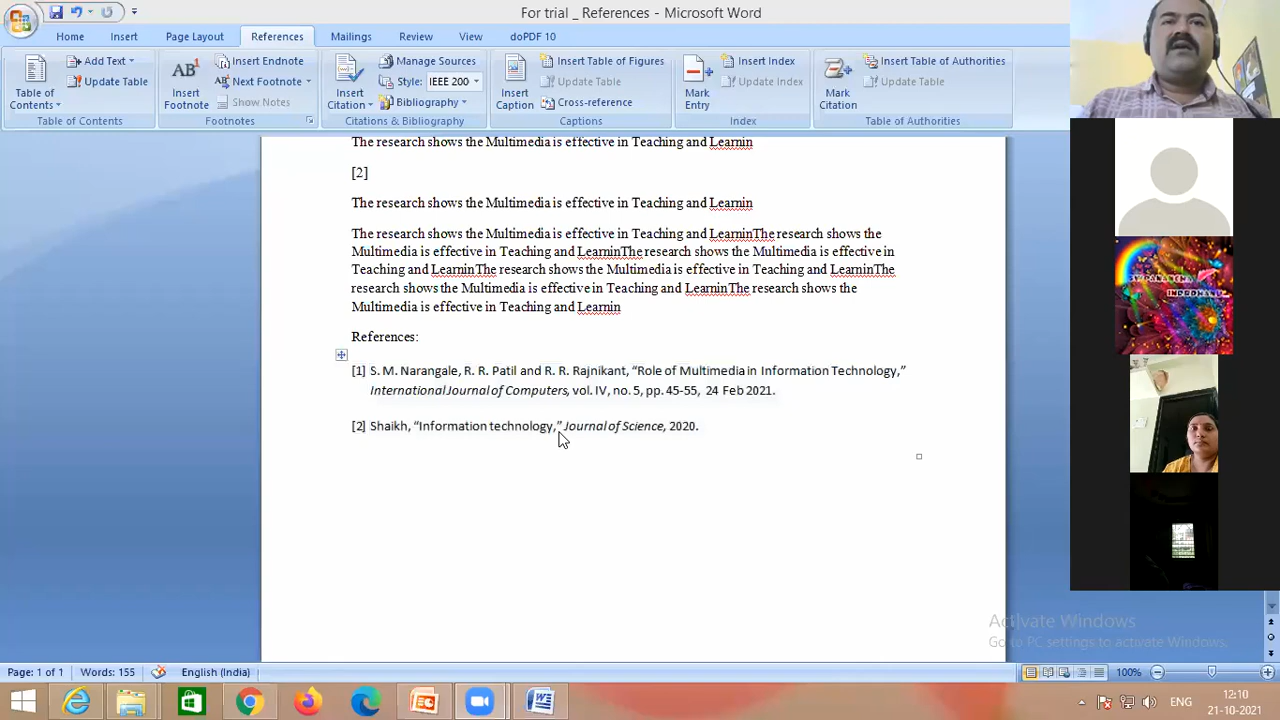 For trial _ References - Microsoft Word
Home Insert Page Layout References Mailings Review View doPDF 10
Add Text Insert Endnote Manage Sources Insert Table of Figures Insert Index Insert Table of Authorities
Update Table Next Footnote Style: IEEE 200 Update Table Update Index Update Table
Table of Contents AB1 Insert Footnote Show Notes Insert Citation Bibliography Insert Caption Cross-reference Mark Entry Mark Citation
Table of Contents Footnotes Citations & Bibliography Captions Index Table of Authorities
The research shows the Multimedia is effective in Teaching and Learnin
[2]
The research shows the Multimedia is effective in Teaching and Learnin
The research shows the Multimedia is effective in Teaching and LearninThe research shows the
Multimedia is effective in Teaching and LearninThe research shows the Multimedia is effective in
Teaching and LearninThe research shows the Multimedia is effective in Teaching and LearninThe
research shows the Multimedia is effective in Teaching and LearninThe research shows the
Multimedia is effective in Teaching and Learnin
References:
[1] S. M. Narangale, R. R. Patil and R. R. Rajnikant, “Role of Multimedia in Information Technology,”
International Journal of Computers, vol. IV, no. 5, pp. 45-55, 24 Feb 2021.
[2] Shaikh, “Information technology,” Journal of Science, 2020.
Activate Windows
Go to PC settings to activate Windows.
Page: 1 of 1 Words: 155 English (India) 100%
ENG 12:10
21-10-2021